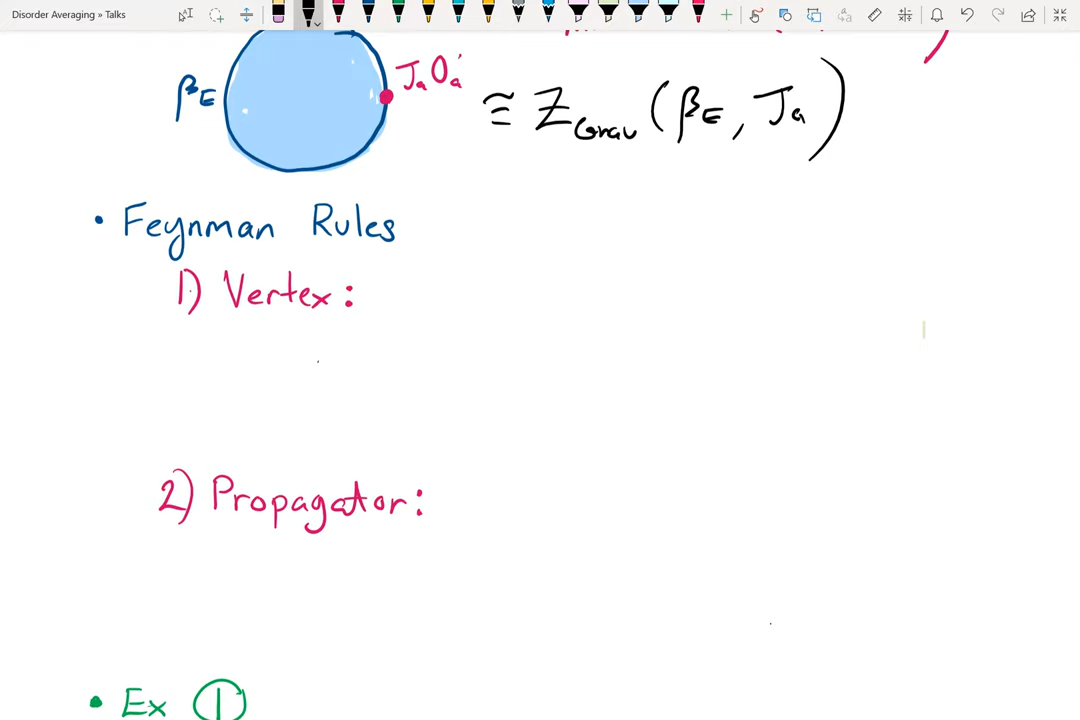 Disorder Averaging » Talks
β_E
J_a O_a
≅ Z_Grav (β_E, J_a)
• Feynman Rules
1) Vertex:
2) Propagator:
• Ex ①